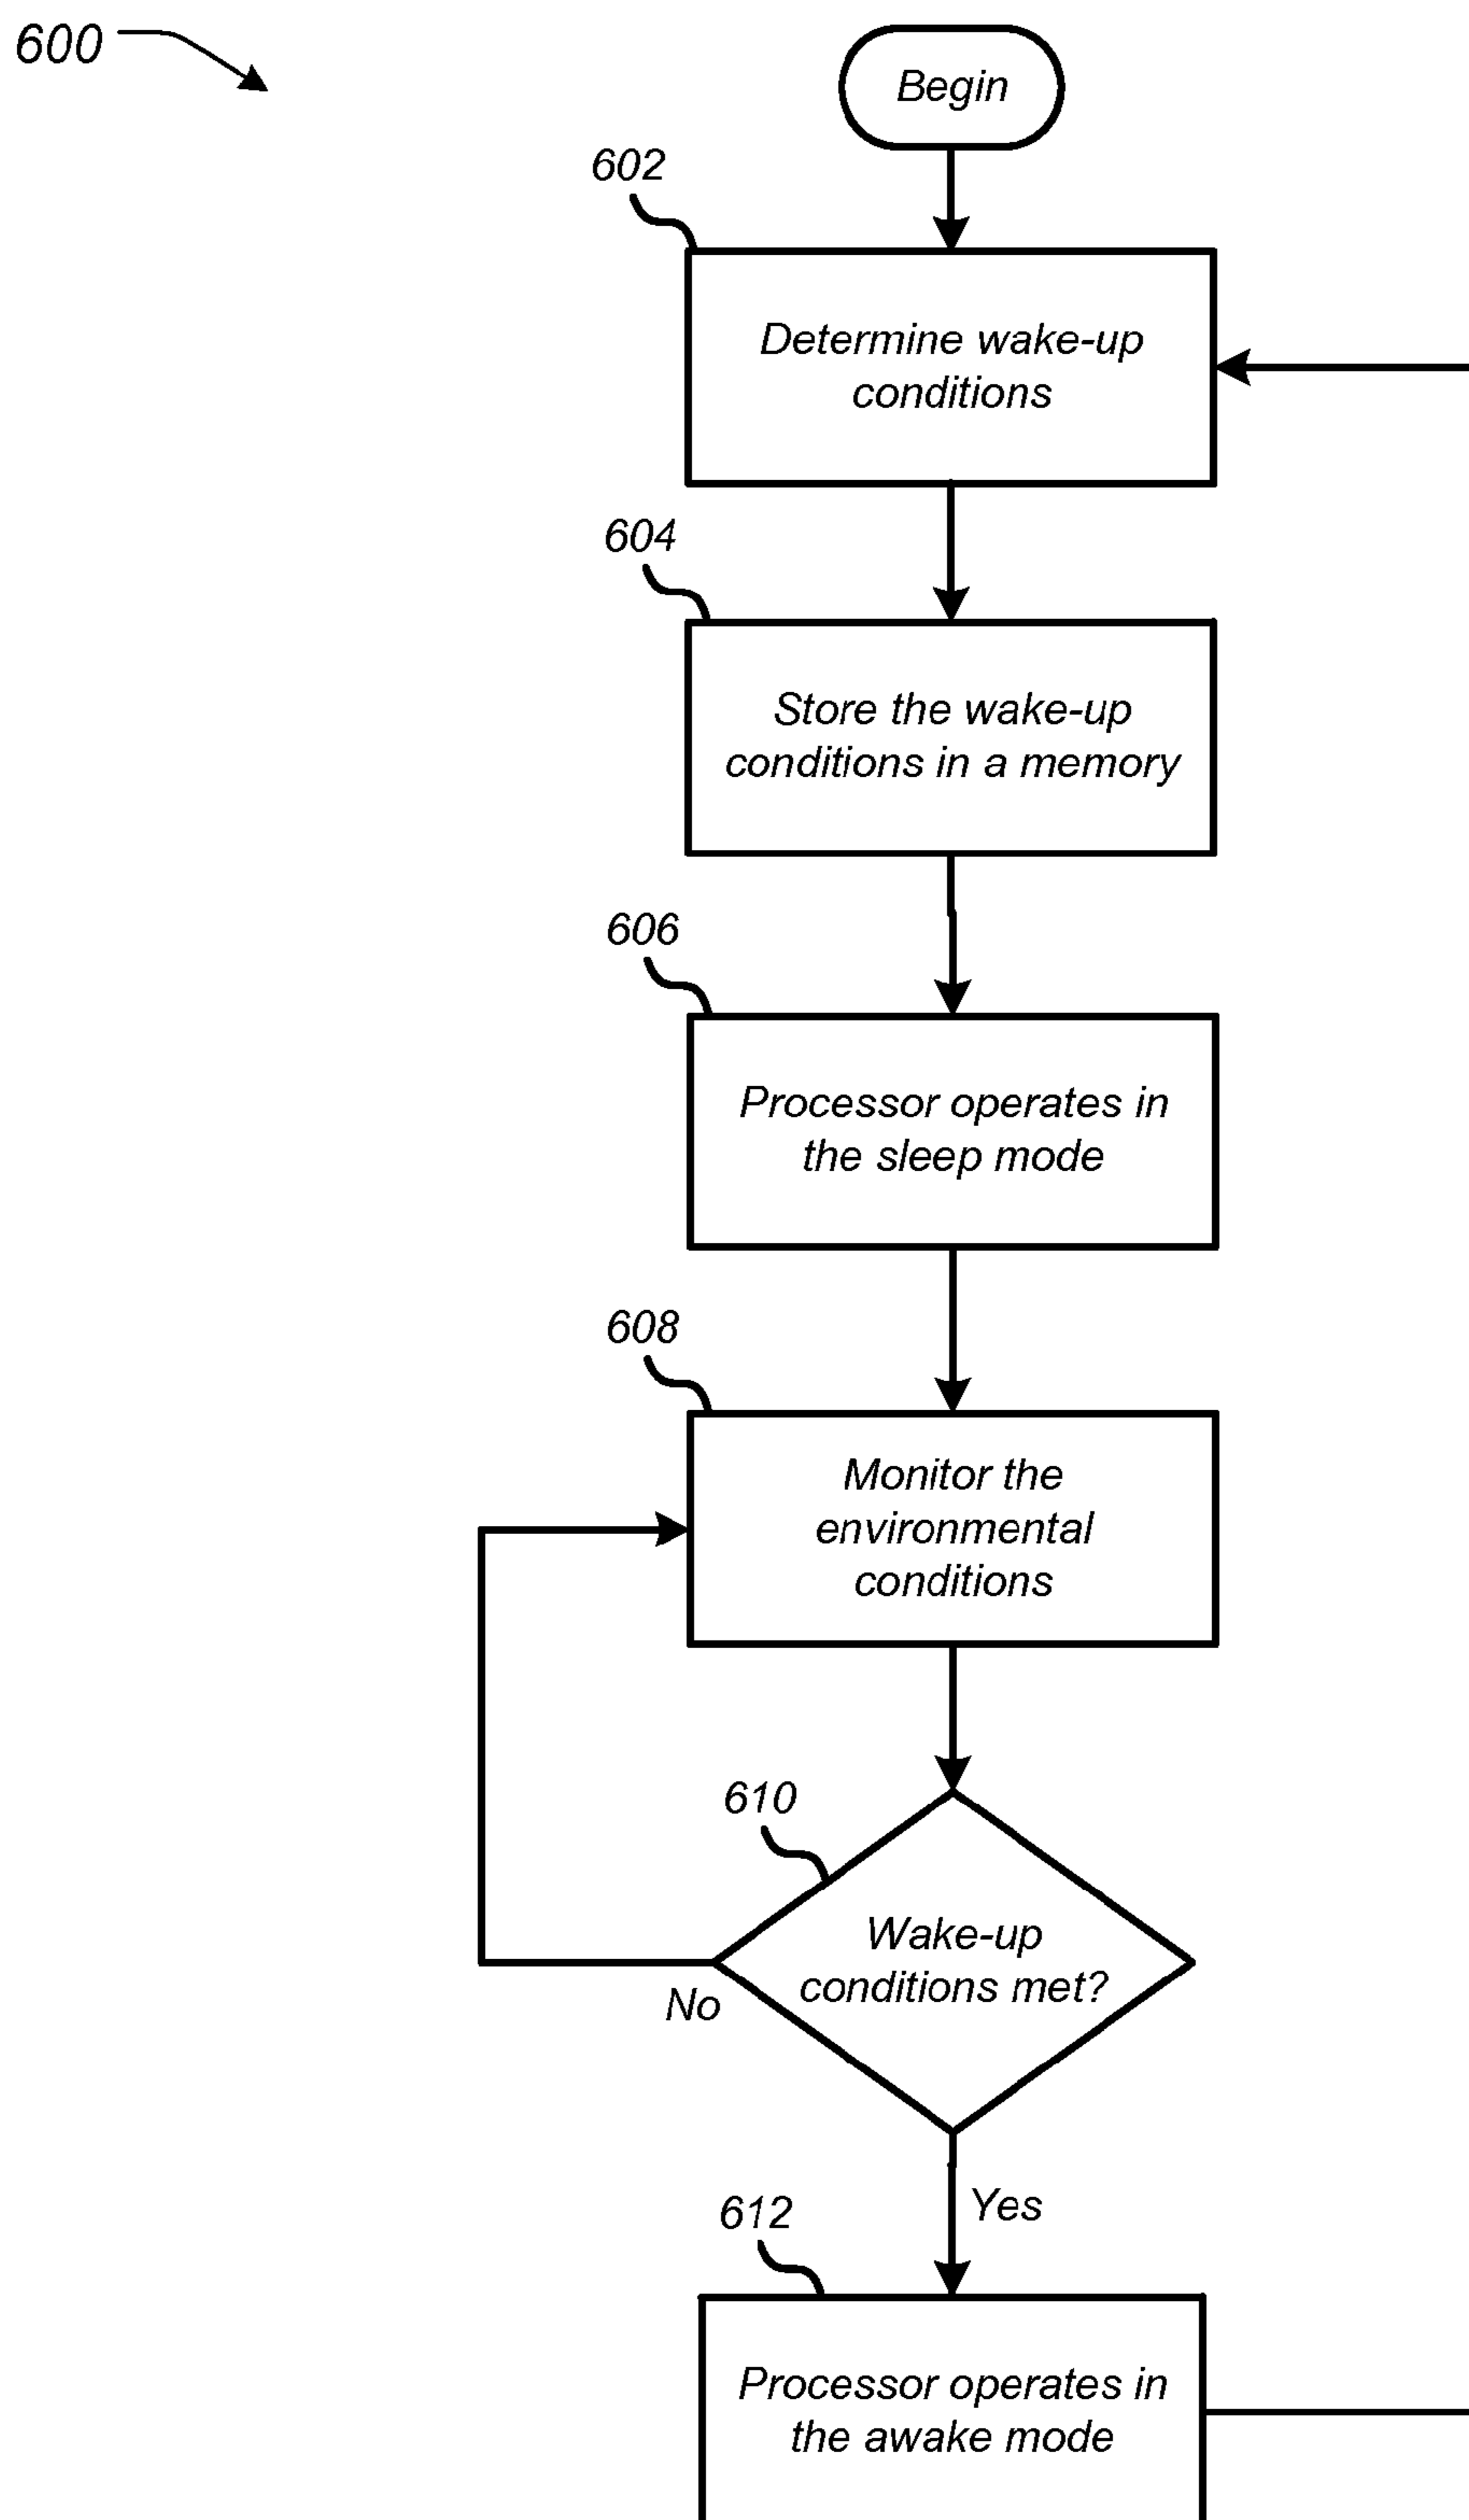 600
Begin
602
Determine wake-up
conditions
604
Store the wake-up
conditions in a memory
606
Processor operates in
the sleep mode
608
Monitor the
environmental
conditions
610
Wake-up
conditions met?
No
Yes
612
Processor operates in
the awake mode